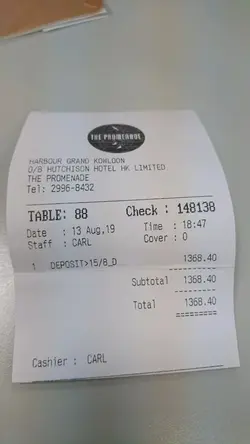 THE PROMENADE
HARBOUR GRAND KOWLOON
O/B HUTCHISON HOTEL HK LIMITED
THE PROMENADE
Tel: 2996-8432
TABLE: 88 Check : 148138
Date : 13 Aug,19 Time : 18:47
Staff : CARL Cover : 0
1 DEPOSIT>15/8_D 1368.40
Subtotal 1368.40
Total 1368.40
Cashier : CARL